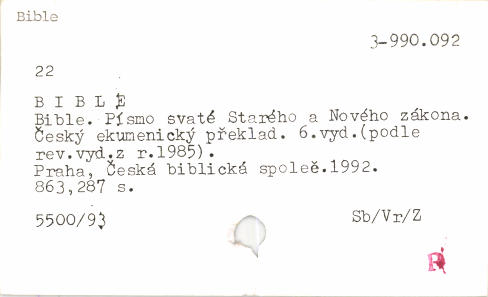 Bible
3-990.092
22
B I B L E
Bible. Písmo svaté Starého a Nového zákona.
Český ekumenický překlad. 6.vyd.(podle
rev.vyd.z r.1985).
Praha, Česká biblická společ.1992.
863,287 s.
5500/93 Sb/Vr/Z
R